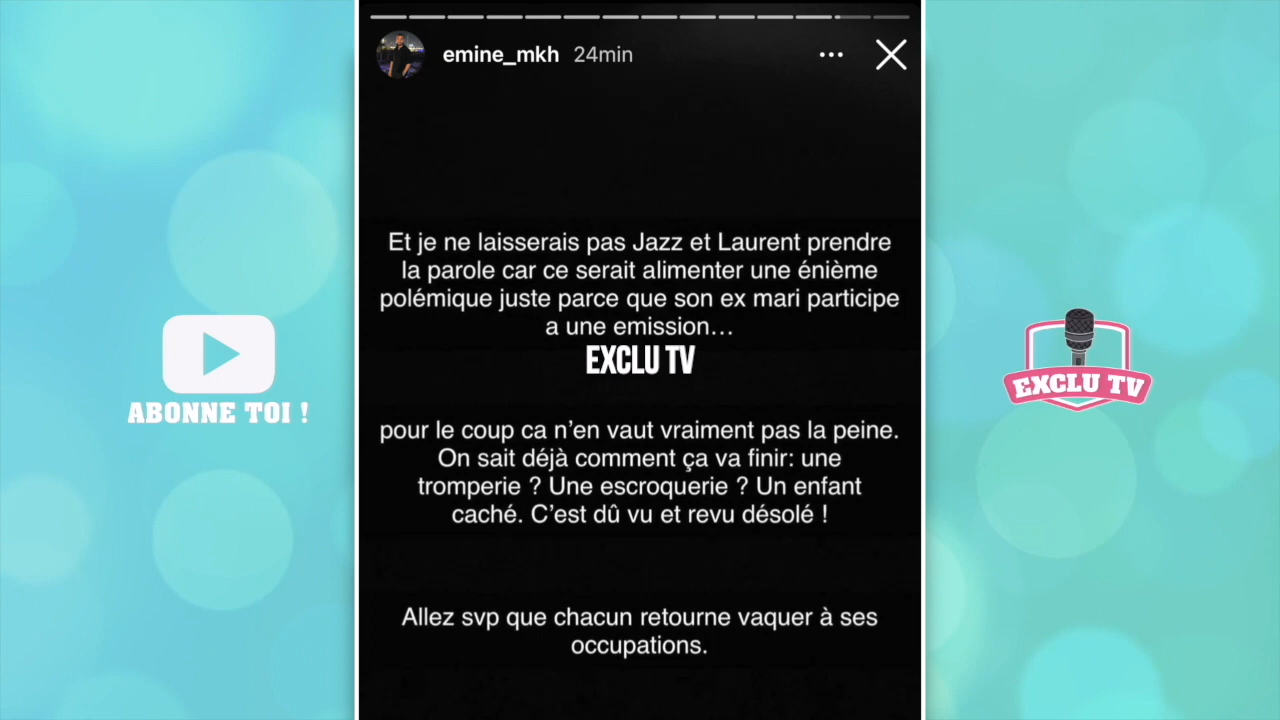 emine_mkh 24min
Et je ne laisserais pas Jazz et Laurent prendre
la parole car ce serait alimenter une énième
polémique juste parce que son ex mari participe
a une emission...
EXCLU TV
pour le coup ca n’en vaut vraiment pas la peine.
On sait déjà comment ça va finir: une
tromperie ? Une escroquerie ? Un enfant
caché. C’est dû vu et revu désolé !
Allez svp que chacun retourne vaquer à ses
occupations.
ABONNE TOI !
EXCLU TV